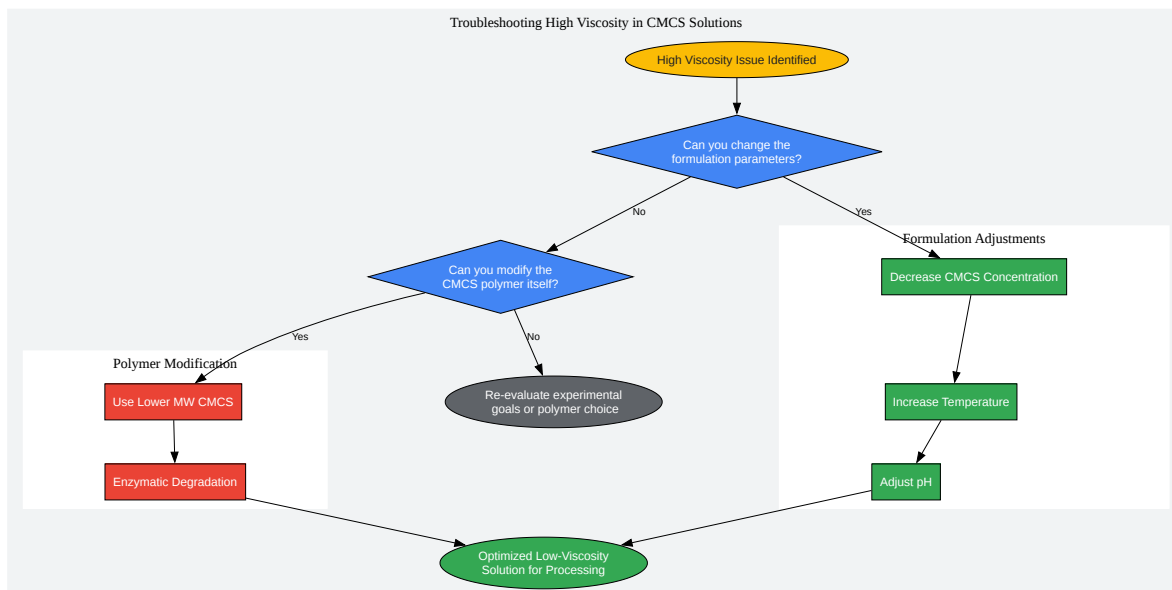 Troubleshooting High Viscosity in CMCS Solutions
High Viscosity Issue Identified
Can you change the
formulation parameters?
No
Yes
Formulation Adjustments
Can you modify the
CMCS polymer itself?
Decrease CMCS Concentration
Yes
No
Polymer Modification
Use Lower MW CMCS
Re-evaluate experimental
goals or polymer choice
Increase Temperature
Enzymatic Degradation
Adjust pH
Optimized Low-Viscosity
Solution for Processing